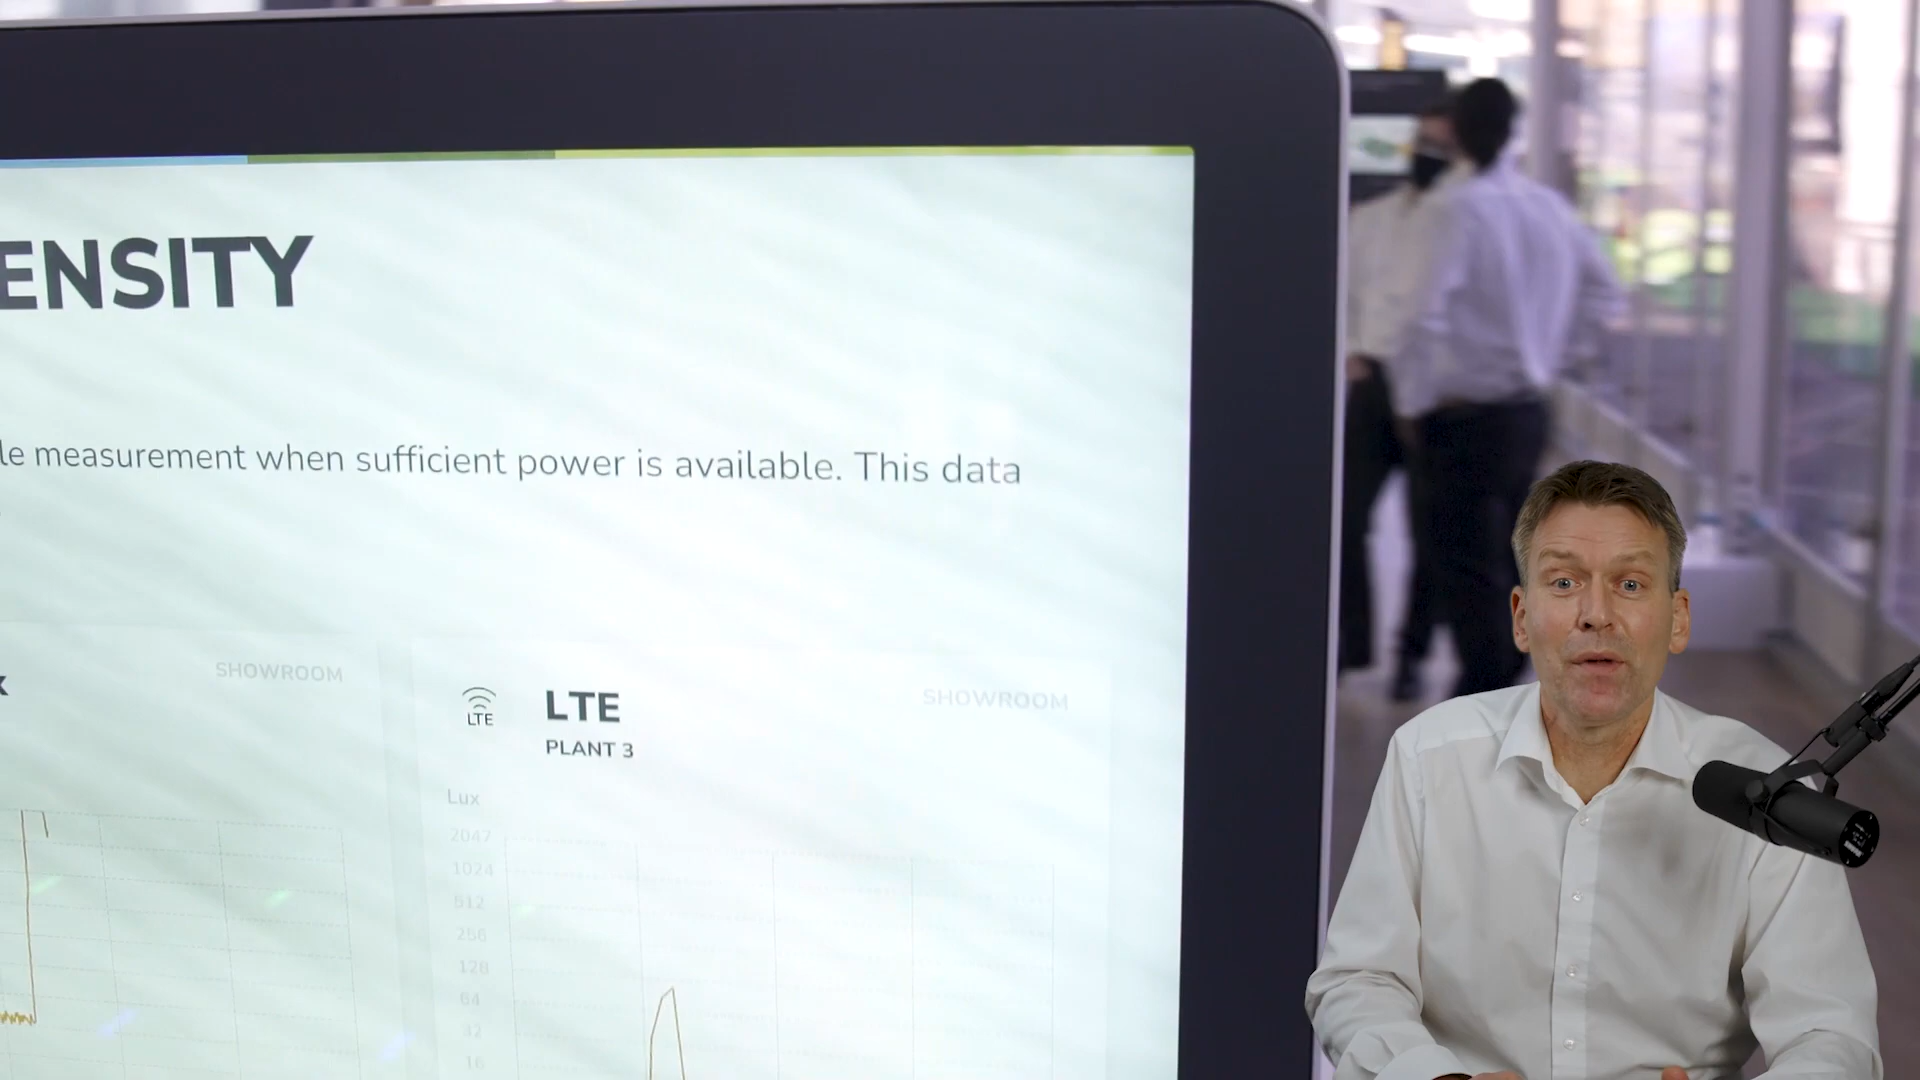 ENSITY
le measurement when sufficient power is available. This data
SHOWROOM
LTE
LTE
SHOWROOM
PLANT 3
Lux
2047
1024
512
256
128
64
32
16